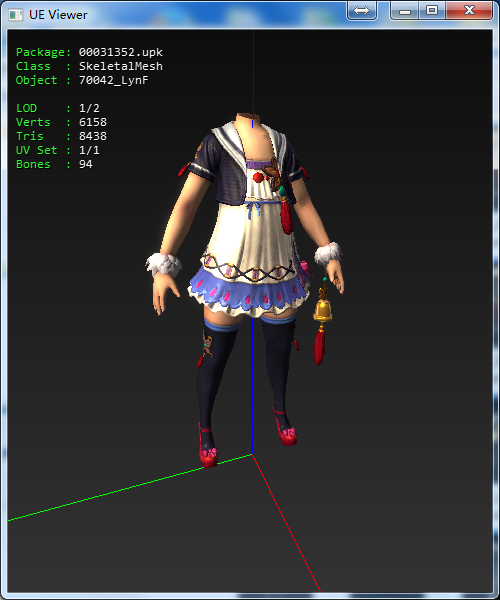 UE Viewer
Package: 00031352.upk
Class  : SkeletalMesh
Object : 70042_LynF
LOD    : 1/2
Verts  : 6158
Tris   : 8438
UV Set : 1/1
Bones  : 94